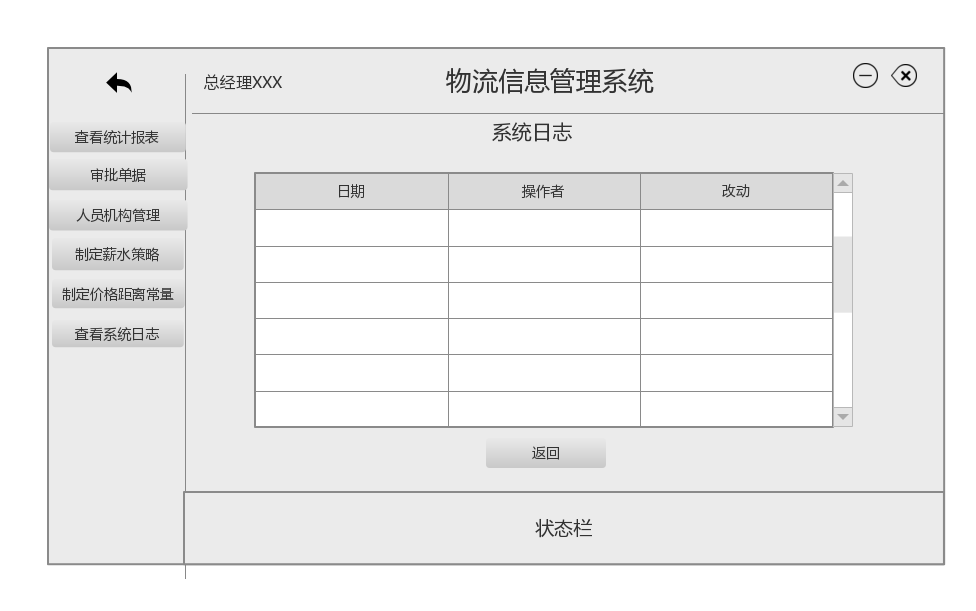 总经理XXX
物流信息管理系统
查看统计报表
审批单据
人员机构管理
制定薪水策略
制定价格距离常量
查看系统日志
系统日志
日期 操作者 改动
返回
状态栏